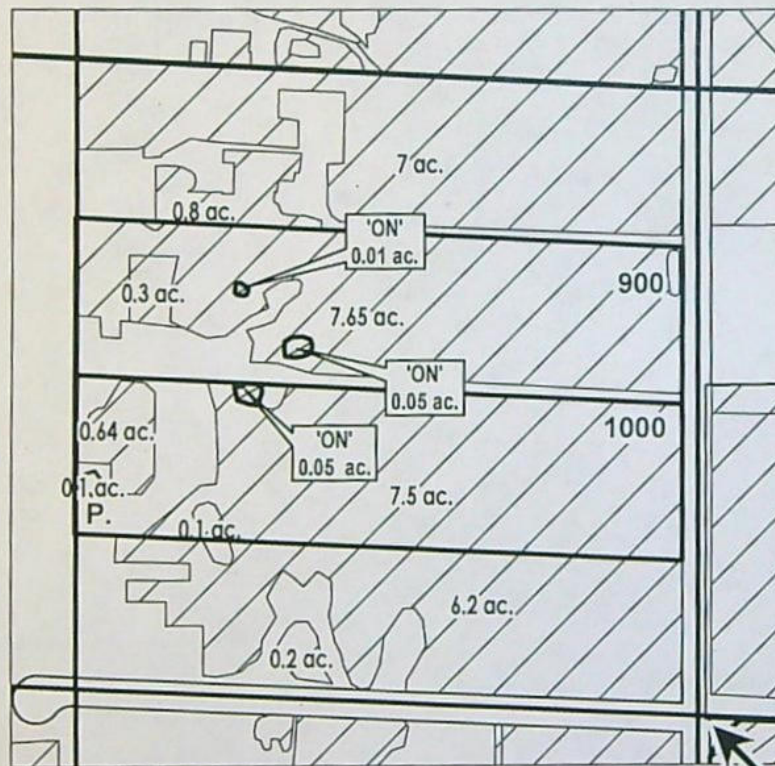 7 ac.
0.8 ac.
'ON'
0.01 ac.
900
0.3 ac.
7.65 ac.
'ON'
0.05 ac.
1000
0.64 ac.
'ON'
0.05 ac.
0.1 ac.
7.5 ac.
P.
0.1 ac.
6.2 ac.
0.2 ac.